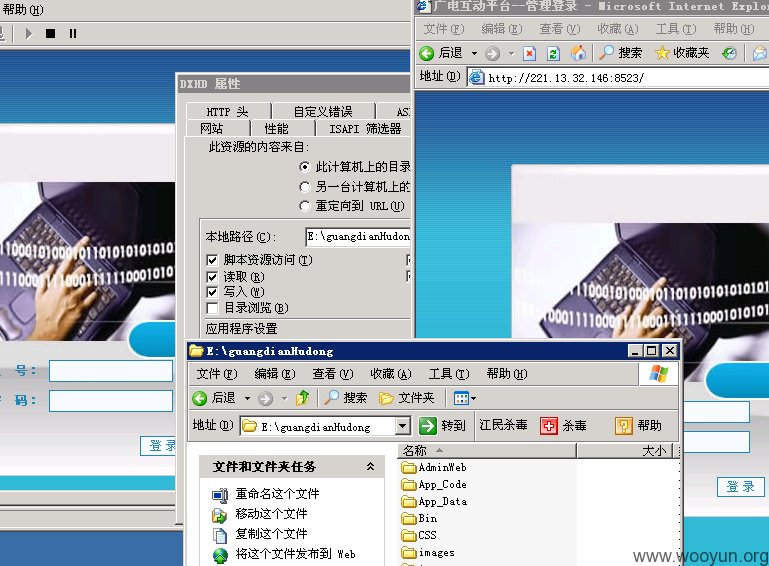 帮助(H)
广电互动平台--管理登录 - Microsoft Internet Explor
文件(F) 编辑(E) 查看(V) 收藏(A) 工具(T) 帮助(H)
后退 搜索 收藏夹
地址(D) http://221.13.32.146:8523/
DXHD 属性
HTTP 头 自定义错误 AS
网站 性能 ISAPI 筛选器
此资源的内容来自:
此计算机上的目录
另一台计算机上的
重定向到 URL(U)
本地路径(C): E:\guangdianHudon
脚本资源访问(T)
读取(R)
写入(W)
目录浏览(B)
应用程序设置
1100010101101010101
号:
码:
登录
登录
E:\guangdianHudong
文件(F) 编辑(E) 查看(V) 收藏(A) 工具(T) 帮助(H)
后退 搜索 文件夹
地址(D) E:\guangdianHudong 转到 江民杀毒 杀毒 帮助
文件和文件夹任务
重命名这个文件
移动这个文件
复制这个文件
将这个文件发布到 Web
名称 大小
AdminWeb
App_Code
App_Data
Bin
CSS
images
www.wooyun.org